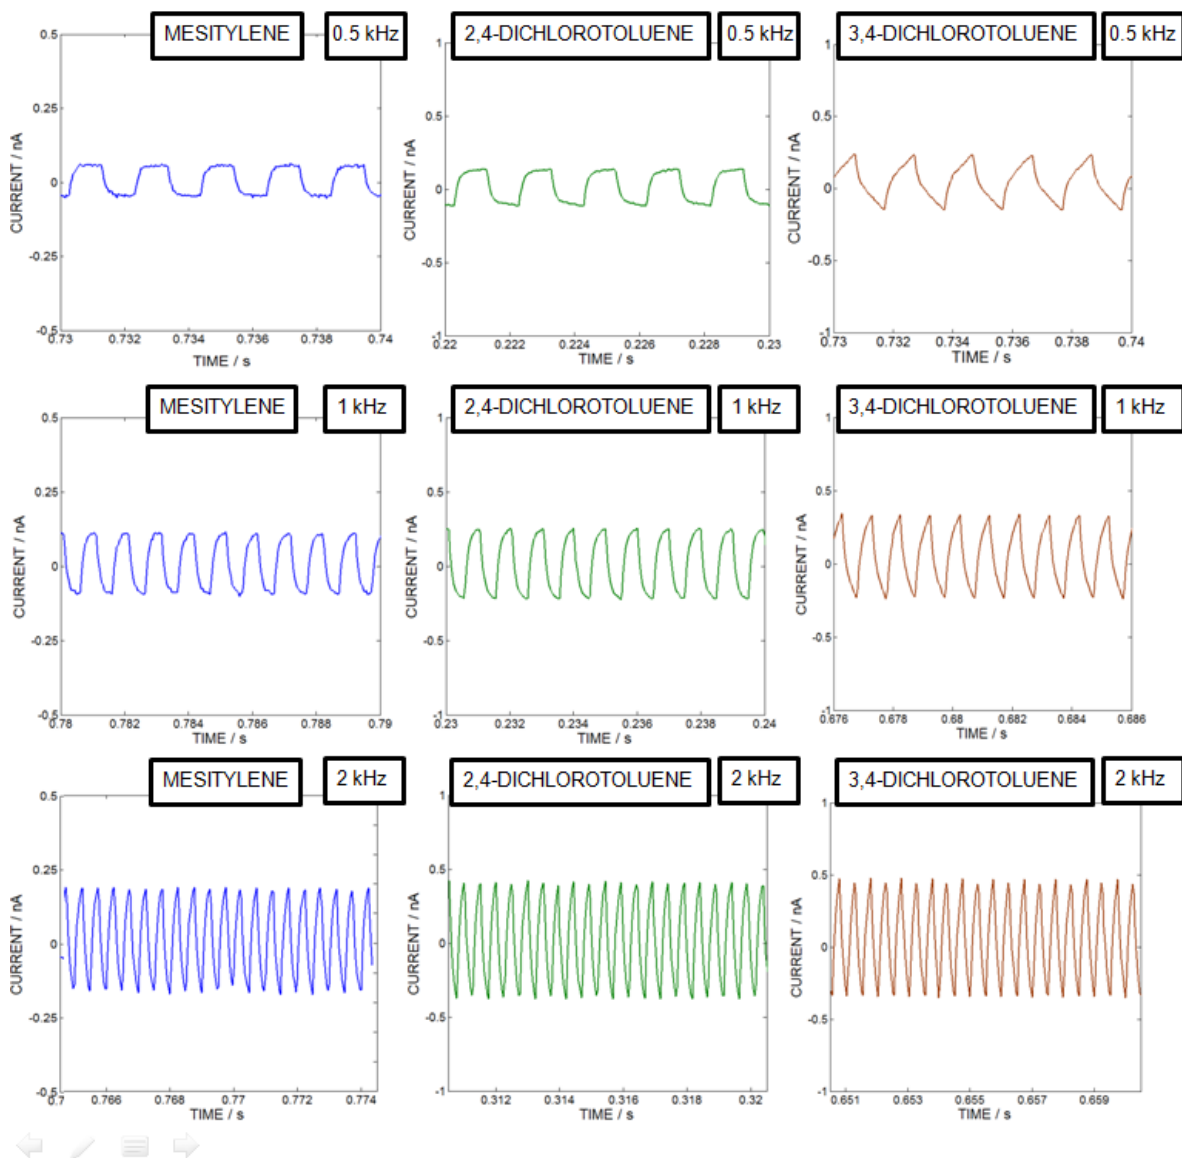 MESITYLENE 0.5 kHz 2,4-DICHLOROTOLUENE 0.5 kHz 3,4-DICHLOROTOLUENE 0.5 kHz
0.5
0.25
0
-0.25
-0.5
CURRENT / nA
0.73 0.732 0.734 0.736 0.738 0.74
TIME / s
1
0.5
0
-0.5
-1
CURRENT / nA
0.22 0.222 0.224 0.226 0.228 0.23
TIME / s
1
0.5
0
-0.5
-1
CURRENT / nA
0.73 0.732 0.734 0.736 0.738 0.74
TIME / s
MESITYLENE 1 kHz 2,4-DICHLOROTOLUENE 1 kHz 3,4-DICHLOROTOLUENE 1 kHz
0.5
0.25
0
-0.25
-0.5
CURRENT / nA
0.78 0.782 0.784 0.786 0.788 0.79
TIME / s
1
0.5
0
-0.5
-1
CURRENT / nA
0.23 0.232 0.234 0.236 0.238 0.24
TIME / s
1
0.5
0
-0.5
-1
CURRENT / nA
0.676 0.678 0.68 0.682 0.684 0.686
TIME / s
MESITYLENE 2 kHz 2,4-DICHLOROTOLUENE 2 kHz 3,4-DICHLOROTOLUENE 2 kHz
0.5
0.25
0
-0.25
-0.5
CURRENT / nA
0.766 0.768 0.77 0.772 0.774
TIME / s
1
0.5
0
-0.5
-1
CURRENT / nA
0.312 0.314 0.316 0.318 0.32
TIME / s
1
0.5
0
-0.5
-1
CURRENT / nA
0.651 0.653 0.655 0.657 0.659
TIME / s